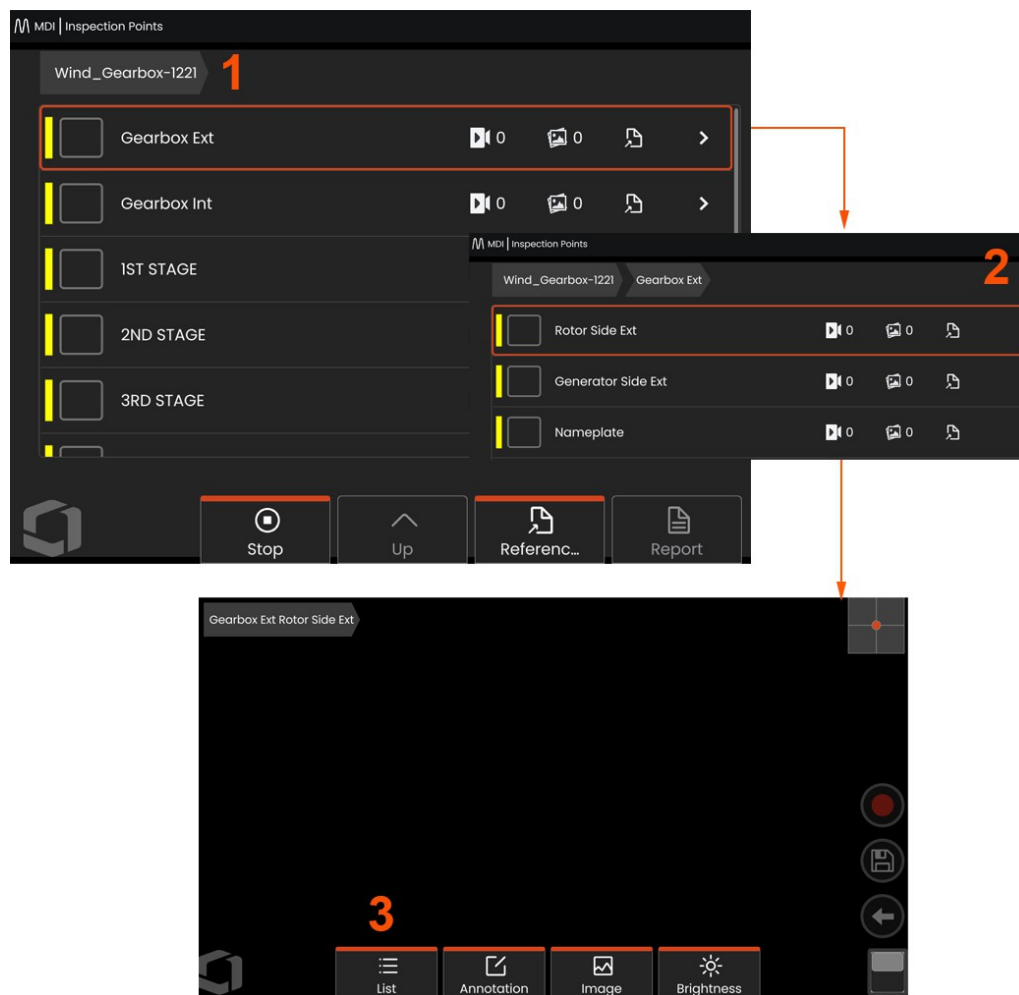 MDI | Inspection Points
Wind_Gearbox-1221 1
Gearbox Ext 0 0
Gearbox Int 0 0
1ST STAGE
2ND STAGE
3RD STAGE
MDI | Inspection Points
2
Wind_Gearbox-1221 Gearbox Ext
Rotor Side Ext 0 0
Generator Side Ext 0 0
Nameplate 0 0
Stop Up Referenc... Report
Gearbox Ext Rotor Side Ext
3
List Annotation Image Brightness